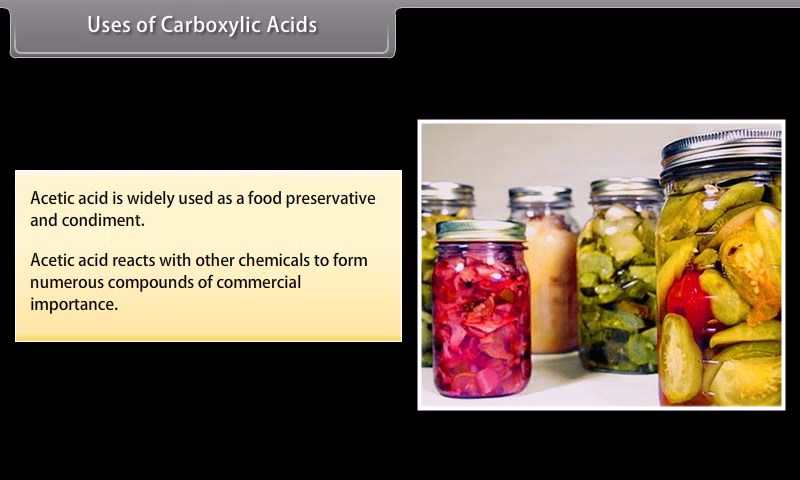 Uses of Carboxylic Acids
Acetic acid is widely used as a food preservative
and condiment.
Acetic acid reacts with other chemicals to form
numerous compounds of commercial
importance.